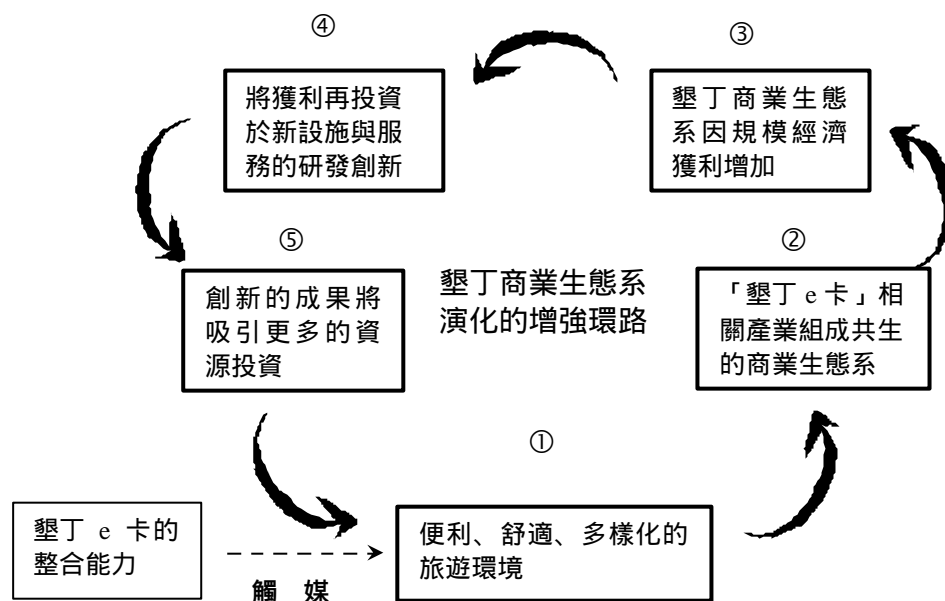 ④
③
將獲利再投資
於新設施與服
務的研發創新
墾丁商業生態
系因規模經濟
獲利增加
⑤
②
創新的成果將
吸引更多的資
源投資
墾丁商業生態系
演化的增強環路
「墾丁 e 卡」相
關產業組成共生
的商業生態系
①
墾丁 e 卡的
整合能力
觸 媒
便利、舒適、多樣化的
旅遊環境